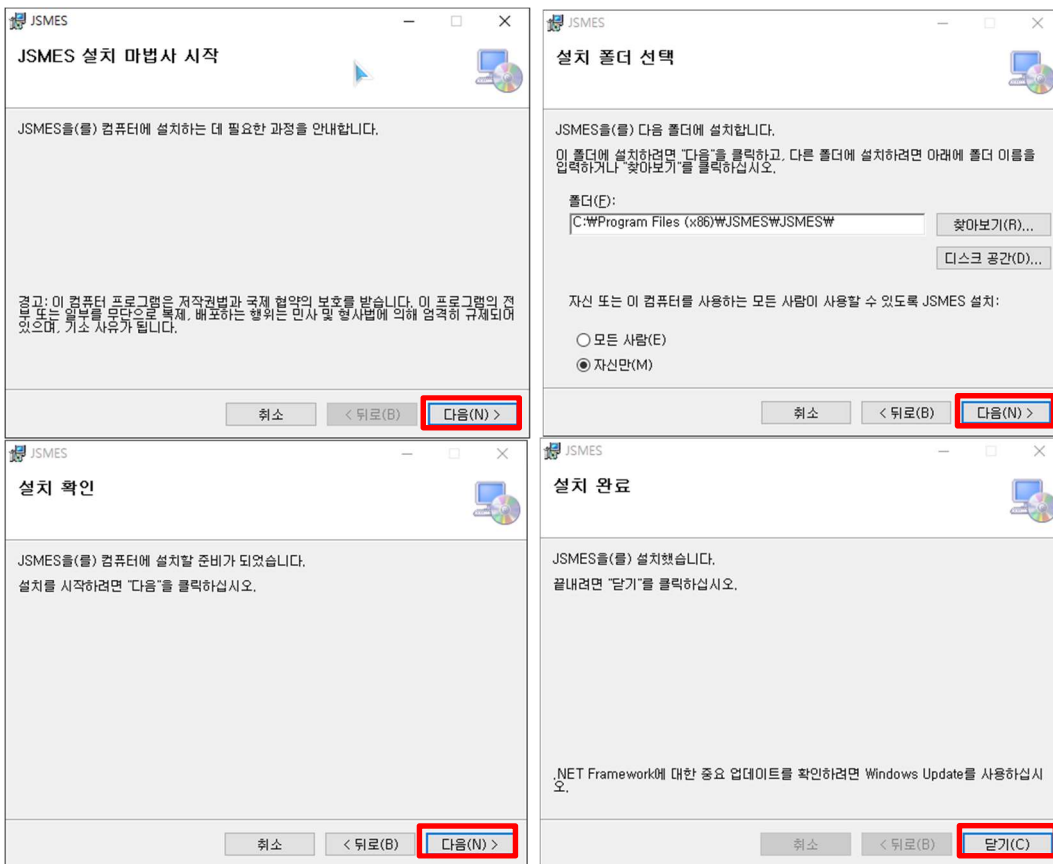 JSMES
JSMES 설치 마법사 시작
JSMES을(를) 컴퓨터에 설치하는 데 필요한 과정을 안내합니다.
경고: 이 컴퓨터 프로그램은 저작권법과 국제 협약의 보호를 받습니다. 이 프로그램의 전
부 또는 일부를 무단으로 복제, 배포하는 행위는 민사 및 형사법에 의해 엄격히 규제되어
있으며, 기소 사유가 됩니다.
취소
< 뒤로(B)
다음(N) >
JSMES
설치 폴더 선택
JSMES을(를) 다음 폴더에 설치합니다.
이 폴더에 설치하려면 "다음"을 클릭하고, 다른 폴더에 설치하려면 아래에 폴더 이름을
입력하거나 "찾아보기"를 클릭하십시오.
폴더(F):
C:₩Program Files (x86)₩JSMES₩JSMES₩
찾아보기(R)...
디스크 공간(D)...
자신 또는 이 컴퓨터를 사용하는 모든 사람이 사용할 수 있도록 JSMES 설치:
모든 사람(E)
자신만(M)
취소
< 뒤로(B)
다음(N) >
JSMES
설치 확인
JSMES을(를) 컴퓨터에 설치할 준비가 되었습니다.
설치를 시작하려면 "다음"을 클릭하십시오.
취소
< 뒤로(B)
다음(N) >
JSMES
설치 완료
JSMES을(를) 설치했습니다.
끝내려면 "닫기"를 클릭하십시오.
.NET Framework에 대한 중요 업데이트를 확인하려면 Windows Update를 사용하십시
오.
취소
< 뒤로(B)
닫기(C)